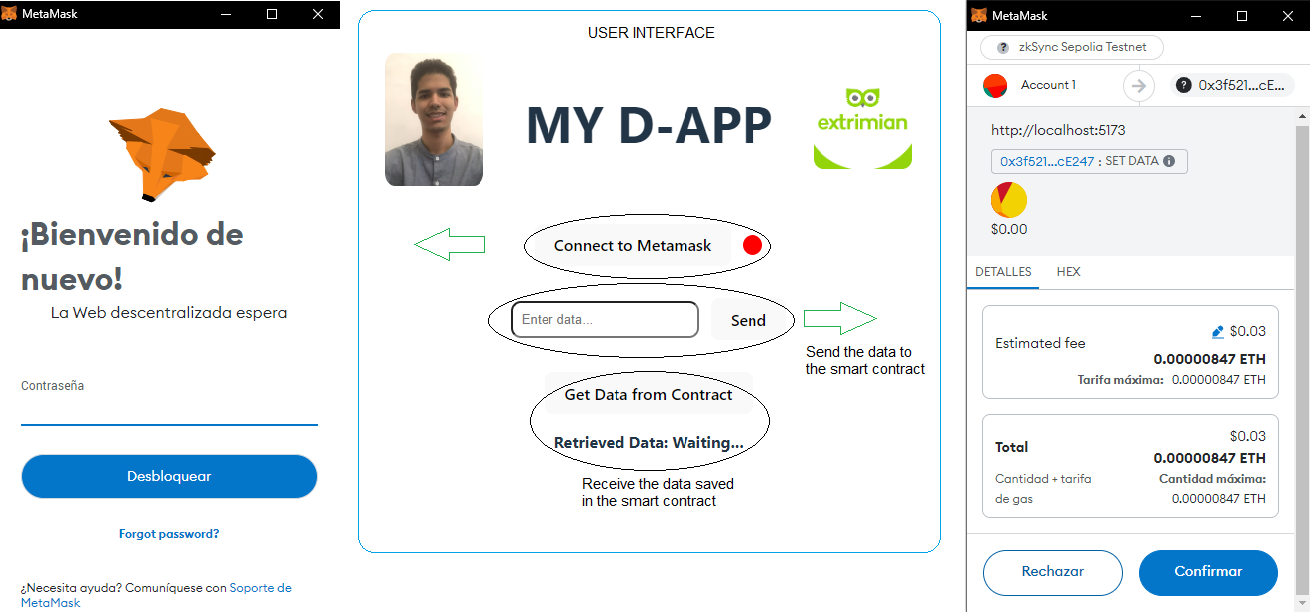 MetaMask
¡Bienvenido de
nuevo!
La Web descentralizada espera
Contraseña
Desbloquear
Forgot password?
¿Necesita ayuda? Comuníquese con Soporte de
MetaMask
USER INTERFACE
MY D-APP
extrimian
Connect to Metamask
Enter data...
Send
Send the data to
the smart contract
Get Data from Contract
Retrieved Data: Waiting...
Receive the data saved
in the smart contract
MetaMask
? zkSync Sepolia Testnet
Account 1
? 0x3f521...cE...
http://localhost:5173
0x3f521...cE247 : SET DATA
$0.00
DETALLES HEX
Estimated fee
$0.03
0.00000847 ETH
Tarifa máxima: 0.00000847 ETH
Total
$0.03
0.00000847 ETH
Cantidad + tarifa
de gas
Cantidad máxima:
0.00000847 ETH
Rechazar
Confirmar